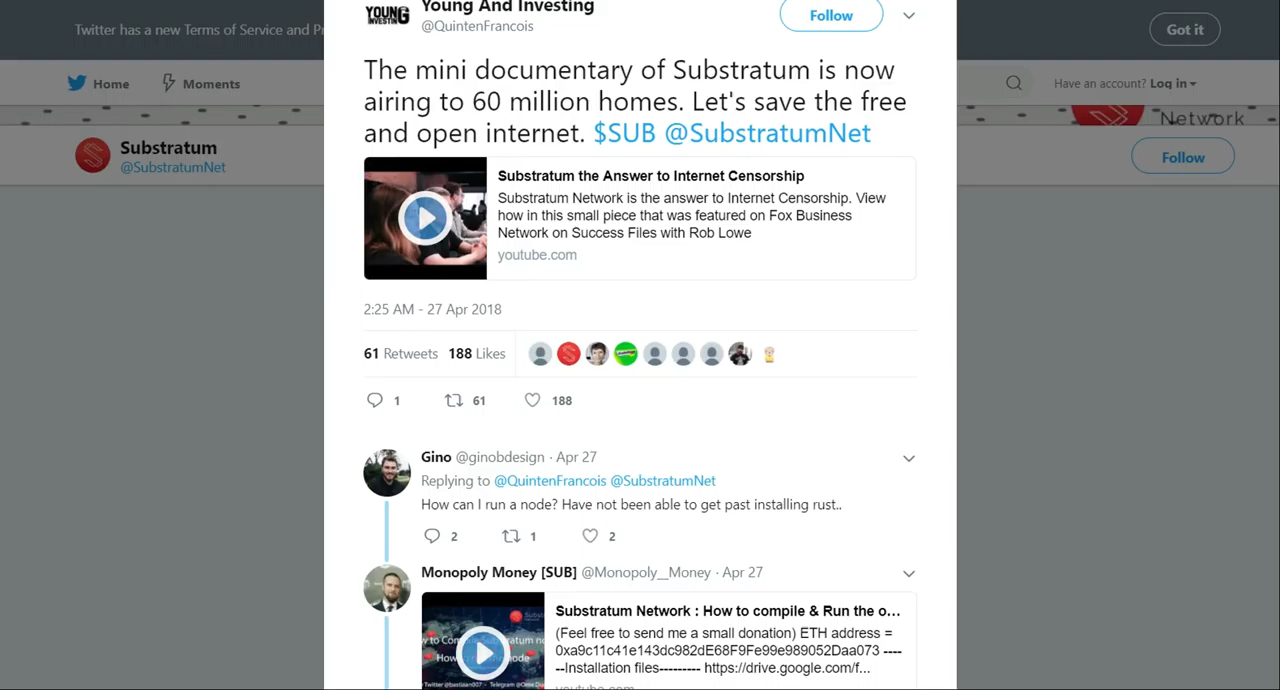 Twitter has a new Terms of Service and Pr
Got it
Home
Moments
Have an account? Log in
Network
Substratum
@SubstratumNet
Follow
YOUNG
INVESTING
Young And Investing
@QuintenFrancois
Follow
The mini documentary of Substratum is now
airing to 60 million homes. Let's save the free
and open internet. $SUB @SubstratumNet
Substratum the Answer to Internet Censorship
Substratum Network is the answer to Internet Censorship. View
how in this small piece that was featured on Fox Business
Network on Success Files with Rob Lowe
youtube.com
2:25 AM - 27 Apr 2018
61 Retweets 188 Likes
1 61 188
Gino @ginobdesign · Apr 27
Replying to @QuintenFrancois @SubstratumNet
How can I run a node? Have not been able to get past installing rust..
2 1 2
Monopoly Money [SUB] @Monopoly__Money · Apr 27
Substratum Network : How to compile & Run the o...
(Feel free to send me a small donation) ETH address =
0xa9c11c41e143dc982dE68F9Fe99e989052Daa073 ----
--Installation files--------- https://drive.google.com/f...
youtube.com